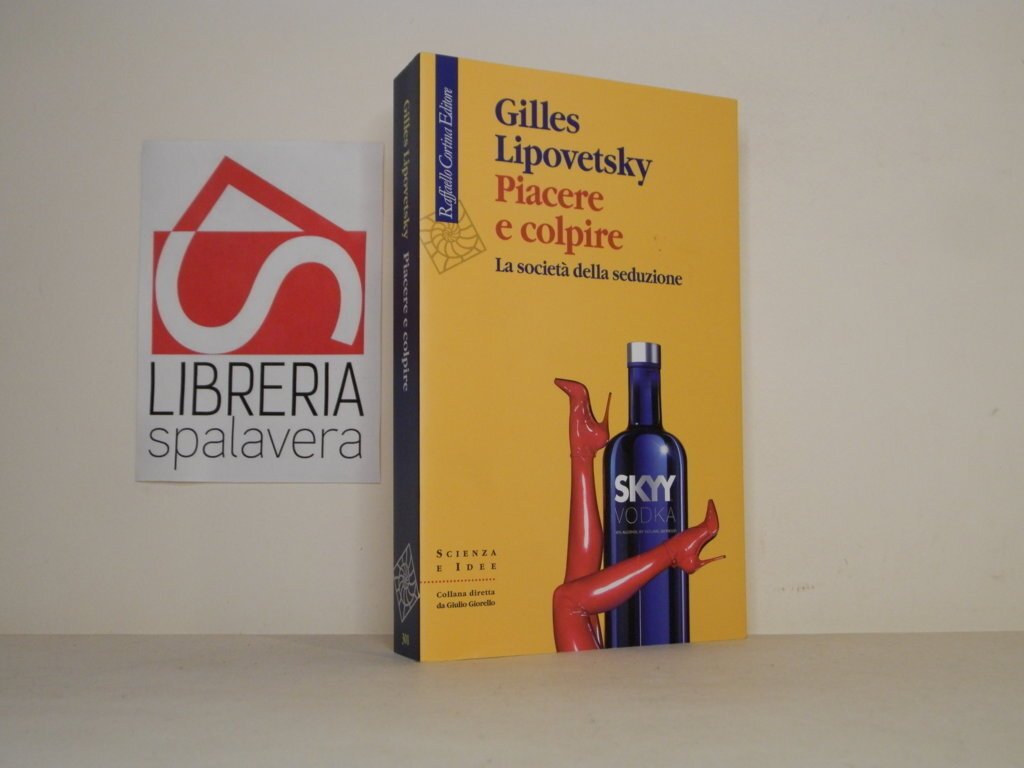 LIBRERIA
spalavera
Gilles Lipovetsky Piacere e colpire
301
Raffaello Cortina Editore
Gilles
Lipovetsky
Piacere
e colpire
La società della seduzione
SKYY
VODKA
SCIENZA
E IDEE
Collana diretta
da Giulio Giorello